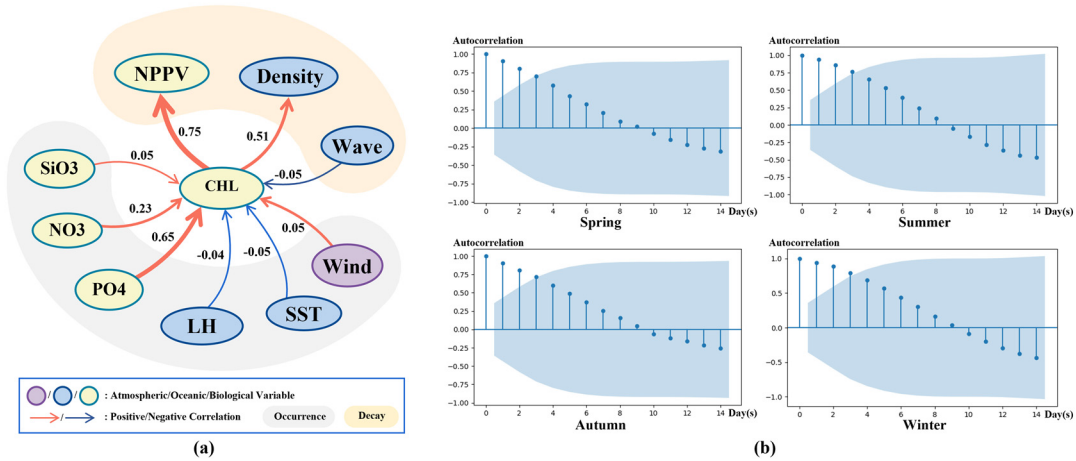 NPPV
Density
0.75
0.51
Wave
SiO3
0.05
-0.05
CHL
NO3
0.23
0.65
0.05
PO4
-0.04
-0.05
Wind
LH
SST
/ / : Atmospheric/Oceanic/Biological Variable
/ : Positive/Negative Correlation
Occurrence
Decay
(a)
Autocorrelation
1.00
0.75
0.50
0.25
0.00
-0.25
-0.50
-0.75
-1.00
0 2 4 6 8 10 12 14 Day(s)
Spring
Autocorrelation
1.00
0.75
0.50
0.25
0.00
-0.25
-0.50
-0.75
-1.00
0 2 4 6 8 10 12 14 Day(s)
Summer
Autocorrelation
1.00
0.75
0.50
0.25
0.00
-0.25
-0.50
-0.75
-1.00
0 2 4 6 8 10 12 14 Day(s)
Autumn
Autocorrelation
1.0
0.5
0.0
-0.5
-1.0
0 2 4 6 8 10 12 14 Day(s)
Winter
(b)